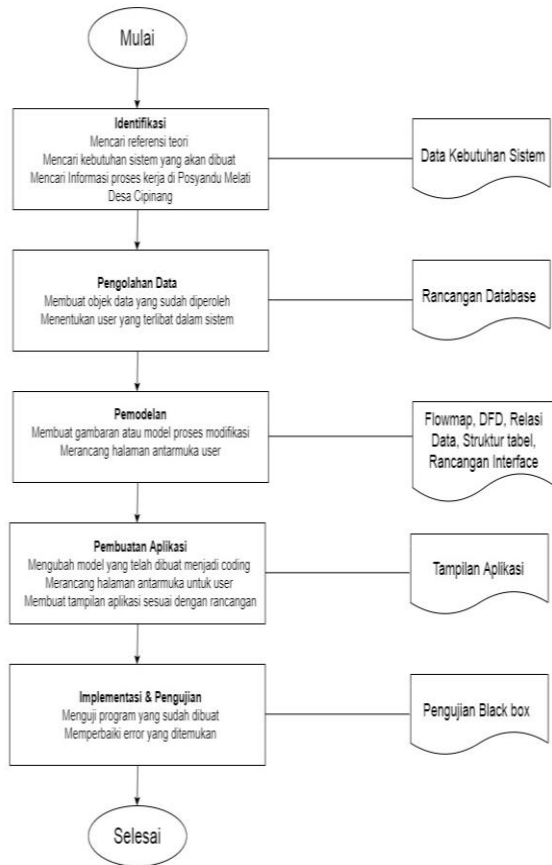 Mulai
Identifikasi
Mencari referensi teori
Mencari kebutuhan sistem yang akan dibuat
Mencari Informasi proses kerja di Posyandu Melati
Desa Cipinang
Data Kebutuhan Sistem
Pengolahan Data
Membuat objek data yang sudah diperoleh
Menentukan user yang terlibat dalam sistem
Rancangan Database
Pemodelan
Membuat gambaran atau model proses modifikasi
Merancang halaman antarmuka user
Flowmap, DFD, Relasi
Data, Struktur tabel,
Rancangan Interface
Pembuatan Aplikasi
Mengubah model yang telah dibuat menjadi coding
Merancang halaman antarmuka untuk user
Membuat tampilan aplikasi sesuai dengan rancangan
Tampilan Aplikasi
Implementasi & Pengujian
Menguji program yang sudah dibuat
Memperbaiki error yang ditemukan
Pengujian Black box
Selesai